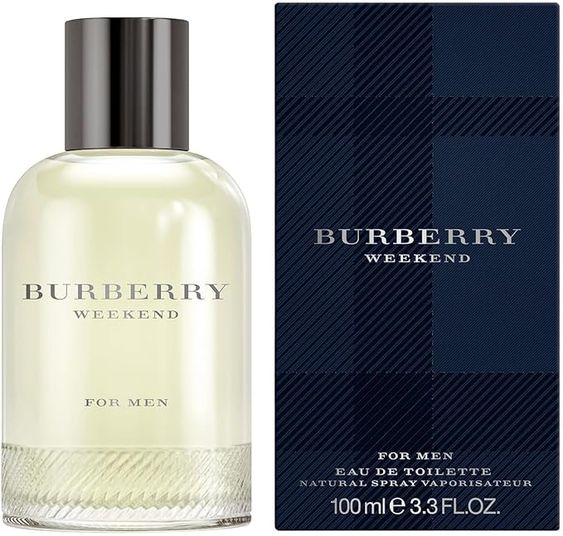 BURBERRY
WEEKEND
FOR MEN
BURBERRY
WEEKEND
FOR MEN
EAU DE TOILETTE
NATURAL SPRAY VAPORISATEUR
100 ml e 3.3 FL.OZ.